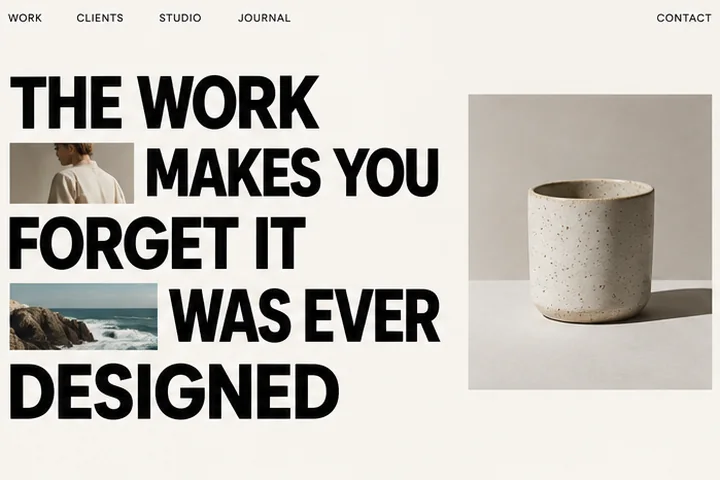 WORK CLIENTS STUDIO JOURNAL CONTACT
THE WORK
MAKES YOU
FORGET IT
WAS EVER
DESIGNED